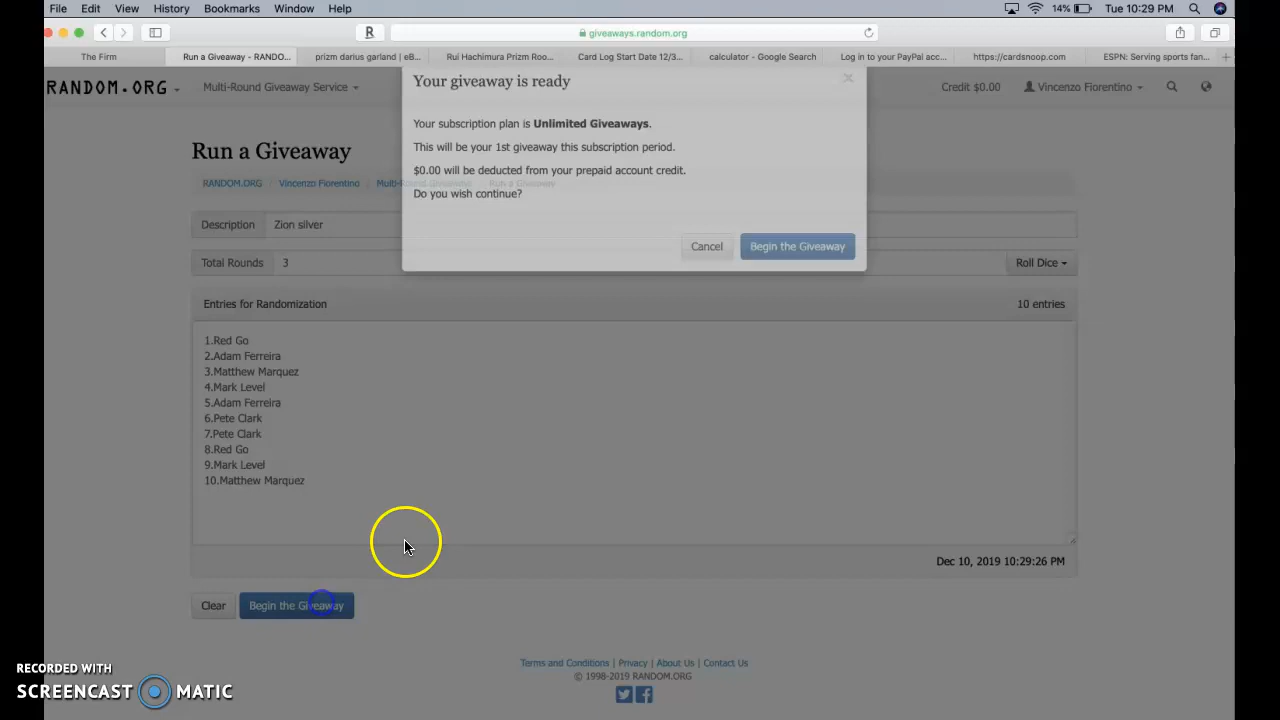 File Edit View History Bookmarks Window Help 14% Tue 10:29 PM
R giveaways.random.org
The Firm Run a Giveaway - RANDO... prizm darius garland | eB... Rui Hachimura Prizm Roo... Card Log Start Date 12/3... calculator - Google Search Log in to your PayPal acc... https://cardsnoop.com ESPN: Serving sports fan...
RANDOM.ORG Multi-Round Giveaway Service Credit $0.00 Vincenzo Fiorentino
Your giveaway is ready
Your subscription plan is Unlimited Giveaways.
This will be your 1st giveaway this subscription period.
$0.00 will be deducted from your prepaid account credit.
Do you wish continue?
Cancel Begin the Giveaway
Run a Giveaway
RANDOM.ORG Vincenzo Fiorentino Multi-Round Giveaways Run a Giveaway
Description Zion silver
Total Rounds 3 Roll Dice
Entries for Randomization 10 entries
1.Red Go
2.Adam Ferreira
3.Matthew Marquez
4.Mark Level
5.Adam Ferreira
6.Pete Clark
7.Pete Clark
8.Red Go
9.Mark Level
10.Matthew Marquez
Dec 10, 2019 10:29:26 PM
Clear Begin the Giveaway
Terms and Conditions | Privacy | About Us | Contact Us
© 1998-2019 RANDOM.ORG
RECORDED WITH
SCREENCAST MATIC